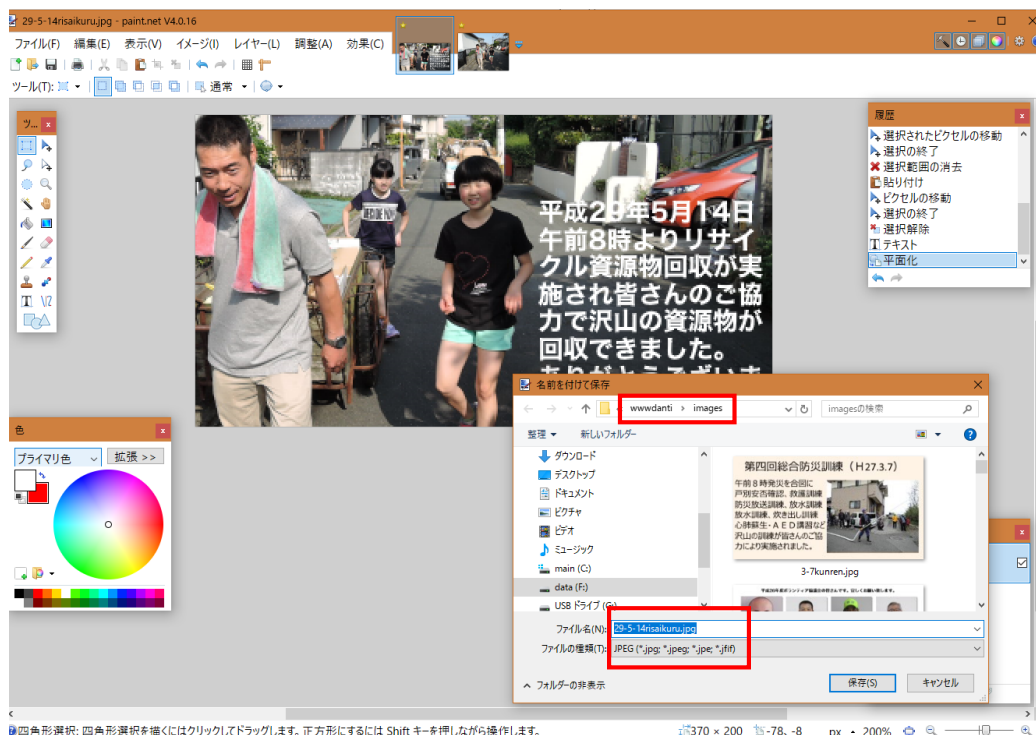 29-5-14risaikuru.jpg - paint.net V4.0.16
ファイル(F) 編集(E) 表示(V) イメージ(I) レイヤー(L) 調整(A) 効果(C)
ツール(T): 通常
ツ...
履歴
選択されたピクセルの移動
選択の終了
選択範囲の消去
貼り付け
ピクセルの移動
選択の終了
選択解除
テキスト
平面化
平成29年5月14日
午前8時よりリサイ
クル資源物回収が実
施され皆さんのご協
力で沢山の資源物が
回収できました。
ありがとうございま
色
プライマリ色 拡張 >>
名前を付けて保存
wwwdanti › images
imagesの検索
整理 新しいフォルダー
ダウンロード
デスクトップ
ドキュメント
ピクチャ
ビデオ
ミュージック
main (C:)
data (F:)
USB ドライブ (G:)
第四回総合防災訓練（H27.3.7）
午前８時発災を合図に
戸別安否確認、救護訓練
防災放送訓練、放水訓練
放水訓練、炊き出し訓練
心肺蘇生・ＡＥＤ講習など
沢山の訓練が皆さんのご協
力により実施されました。
3-7kunren.jpg
ファイル名(N): 29-5-14risaikuru.jpg
ファイルの種類(T): JPEG (*.jpg; *.jpeg; *.jpe; *.jfif)
フォルダーの非表示
保存(S) キャンセル
四角形選択: 四角形選択を描くにはクリックしてドラッグします。正方形にするには Shift キーを押しながら操作します。
370 × 200 -78、-8 px 200%